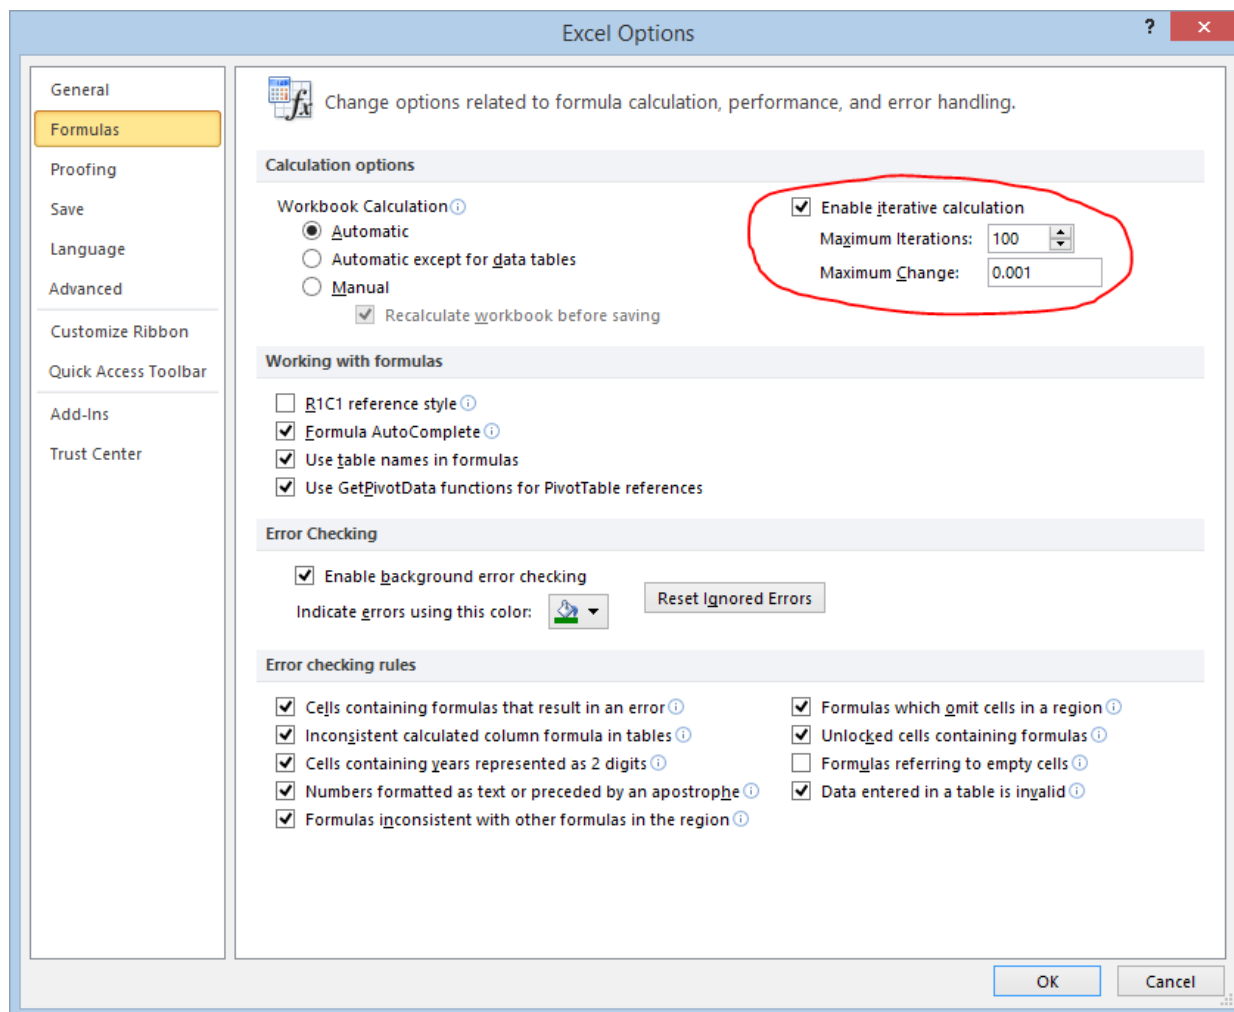 Excel Options
?
General
Formulas
Proofing
Save
Language
Advanced
Customize Ribbon
Quick Access Toolbar
Add-Ins
Trust Center
fx Change options related to formula calculation, performance, and error handling.
Calculation options
Workbook Calculation
Automatic
Automatic except for data tables
Manual
Recalculate workbook before saving
Enable iterative calculation
Maximum Iterations: 100
Maximum Change: 0.001
Working with formulas
R1C1 reference style
Formula AutoComplete
Use table names in formulas
Use GetPivotData functions for PivotTable references
Error Checking
Enable background error checking
Indicate errors using this color:
Reset Ignored Errors
Error checking rules
Cells containing formulas that result in an error
Inconsistent calculated column formula in tables
Cells containing years represented as 2 digits
Numbers formatted as text or preceded by an apostrophe
Formulas inconsistent with other formulas in the region
Formulas which omit cells in a region
Unlocked cells containing formulas
Formulas referring to empty cells
Data entered in a table is invalid
OK
Cancel